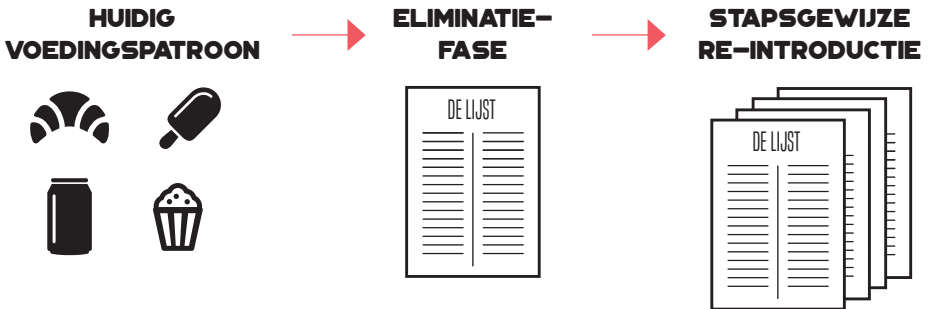 HUIDIG
VOEDINGSPATROON
ELIMINATIE-
FASE
STAPSGEWIJZE
RE-INTRODUCTIE
DE LIJST
DE LIJST